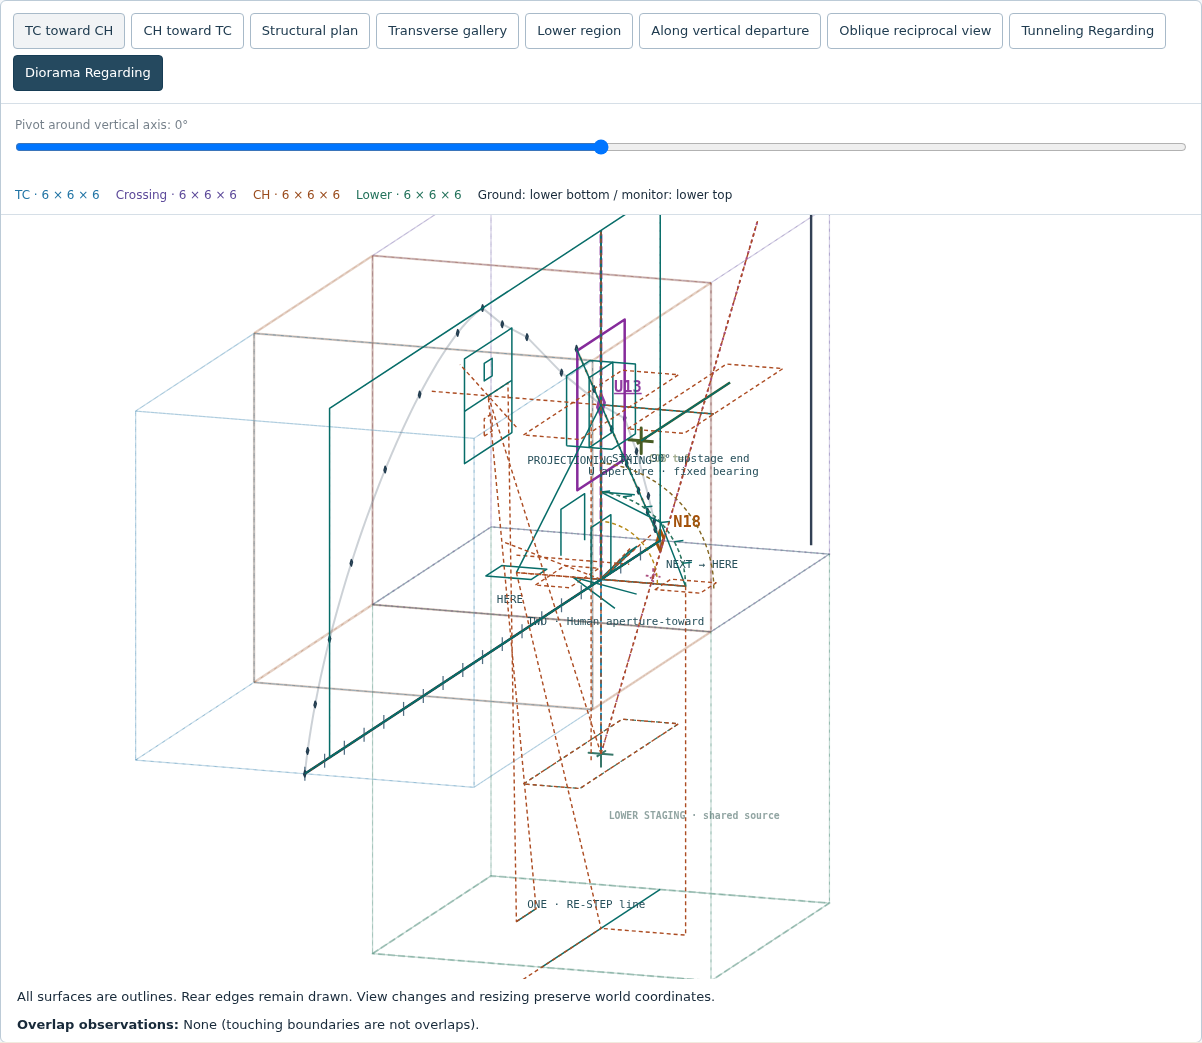 TC toward CH
CH toward TC
Structural plan
Transverse gallery
Lower region
Along vertical departure
Oblique reciprocal view
Tunneling Regarding
Diorama Regarding
Pivot around vertical axis: 0°
TC · 6 × 6 × 6
Crossing · 6 × 6 × 6
CH · 6 × 6 × 6
Lower · 6 × 6 × 6
Ground: lower bottom / monitor: lower top
U13
90° upstage end
aperture · fixed bearing
N18
NEXT → HERE
HERE
Human aperture-toward
LOWER STAGING · shared source
ONE · RE-STEP line
All surfaces are outlines. Rear edges remain drawn. View changes and resizing preserve world coordinates.
Overlap observations: None (touching boundaries are not overlaps).